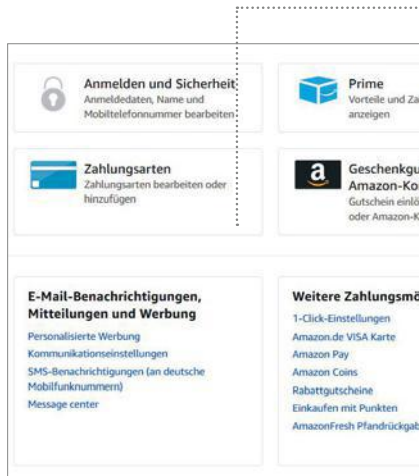 Anmelden und Sicherheit
Anmeldedaten, Name und
Mobiltelefonnummer bearbeiten
Prime
Vorteile und Za
anzeigen
Zahlungsarten
Zahlungsarten bearbeiten oder
hinzufügen
a
Geschenkgu
Amazon-Ko
Gutschein einlö
oder Amazon-K
E-Mail-Benachrichtigungen,
Mitteilungen und Werbung
Personalisierte Werbung
Kommunikationseinstellungen
SMS-Benachrichtigungen (an deutsche
Mobilfunknummern)
Message center
Weitere Zahlungsmö
1-Click-Einstellungen
Amazon.de VISA Karte
Amazon Pay
Amazon Coins
Rabattgutscheine
Einkaufen mit Punkten
AmazonFresh Pfandrückgab